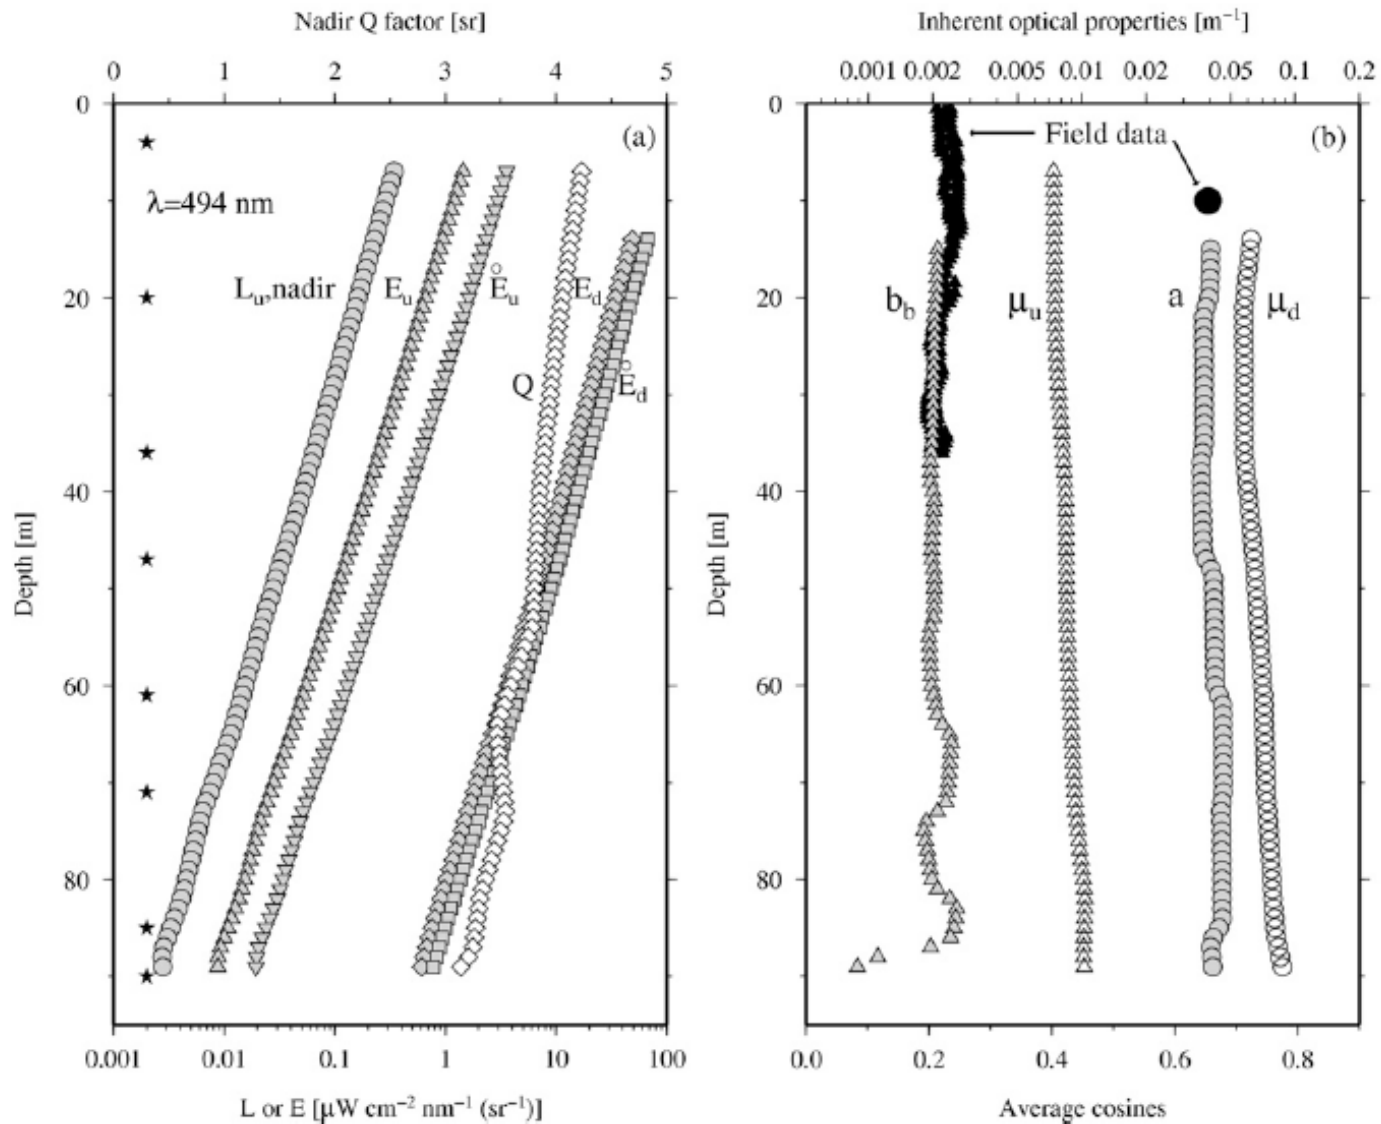 Nadir Q factor [sr]
0 1 2 3 4 5
0
20
40
60
80
Depth [m]
(a)
λ=494 nm
Lu,nadir Eu E̊u Ed
Q E̊d
0.001 0.01 0.1 1 10 100
L or E [μW cm⁻² nm⁻¹ (sr⁻¹)]
Inherent optical properties [m⁻¹]
0.001 0.002 0.005 0.01 0.02 0.05 0.1 0.2
0
20
40
60
80
Depth [m]
Field data
(b)
bb μu a μd
0.0 0.2 0.4 0.6 0.8
Average cosines